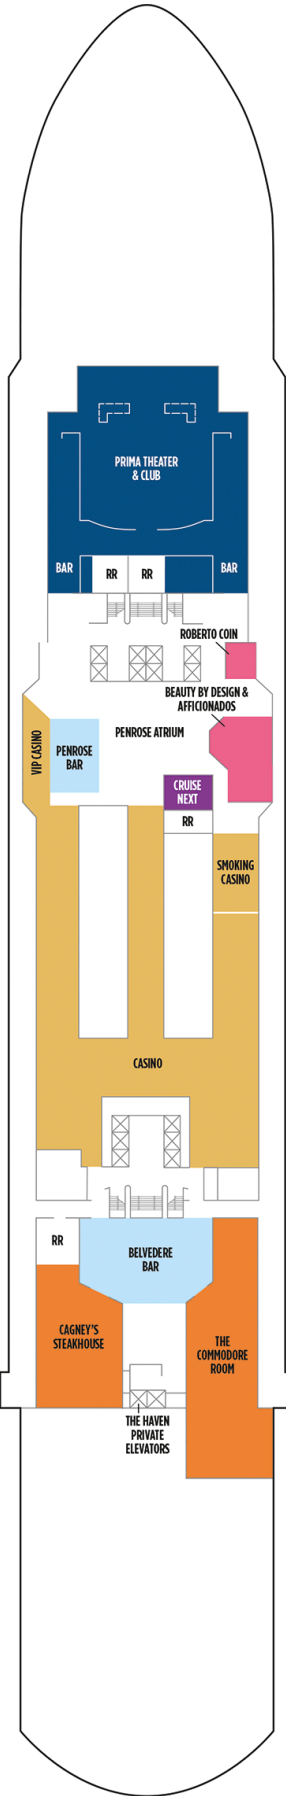 PRIMA THEATER
& CLUB
BAR
RR
RR
BAR
ROBERTO COIN
BEAUTY BY DESIGN &
AFFICIONADOS
VIP CASINO
PENROSE
BAR
PENROSE ATRIUM
CRUISE
NEXT
RR
SMOKING
CASINO
CASINO
RR
BELVEDERE
BAR
CAGNEY'S
STEAKHOUSE
THE
COMMODORE
ROOM
THE HAVEN
PRIVATE
ELEVATORS